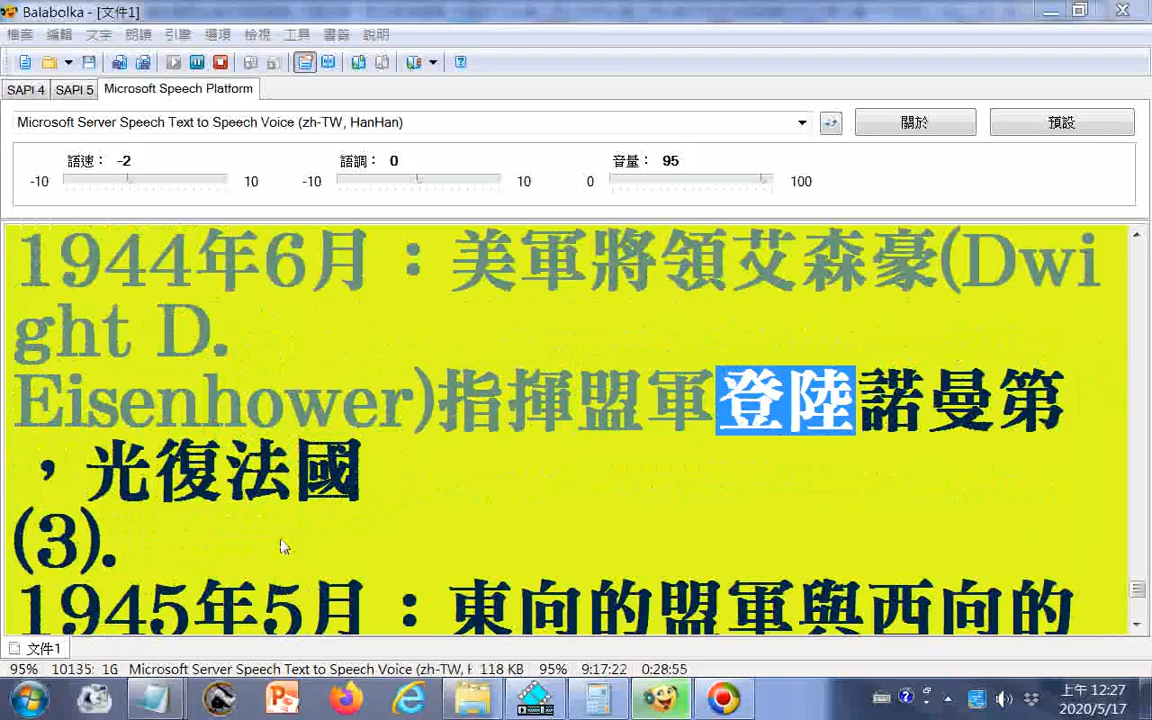 Balabolka - [文件1]
檔案 編輯 文字 朗讀 引擎 選項 檢視 工具 書籤 說明
SAPI 4 SAPI 5 Microsoft Speech Platform
Microsoft Server Speech Text to Speech Voice (zh-TW, HanHan) 關於 預設
語速： -2 語調： 0 音量： 95
-10 10 -10 10 0 100
1944年6月：美軍將領艾森豪(Dwi
ght D.
Eisenhower)指揮盟軍登陸諾曼第
，光復法國
(3).
1945年5月：東向的盟軍與西向的
文件1
95% 10135: 1G Microsoft Server Speech Text to Speech Voice (zh-TW, H 118 KB 95% 9:17:22 0:28:55
上午 12:27
2020/5/17